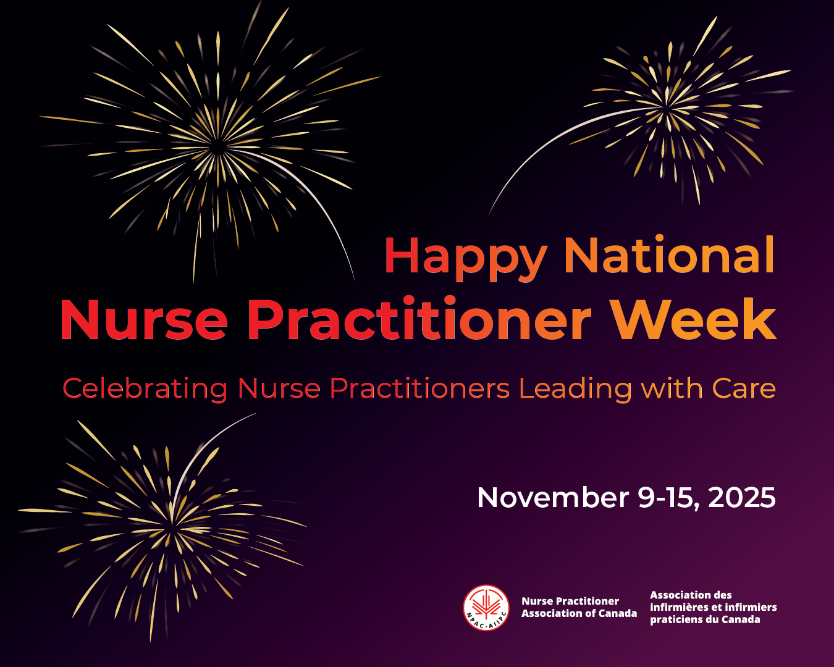 Happy National
Nurse Practitioner Week
Celebrating Nurse Practitioners Leading with Care
November 9-15, 2025
NPAC-AIIPC
Nurse Practitioner
Association of Canada
Association des
infirmières et infirmiers
praticiens du Canada